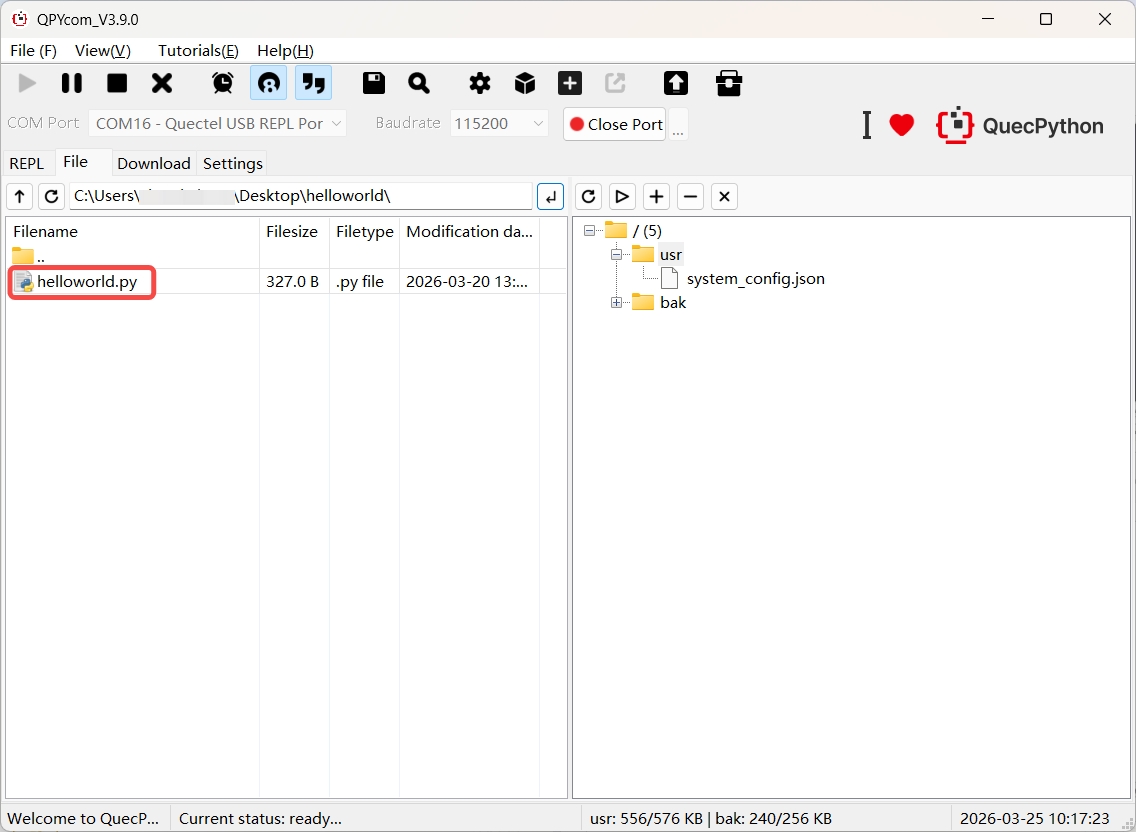 QPYcom_V3.9.0
File (F) View(V) Tutorials(E) Help(H)
COM Port COM16 - Quectel USB REPL Por Baudrate 115200 Close Port ...
I QuecPython
REPL File Download Settings
C:\Users\ \Desktop\helloworld\
Filename Filesize Filetype Modification da...
..
helloworld.py 327.0 B .py file 2026-03-20 13:...
/ (5)
usr
system_config.json
bak
Welcome to QuecP... Current status: ready... usr: 556/576 KB | bak: 240/256 KB 2026-03-25 10:17:23